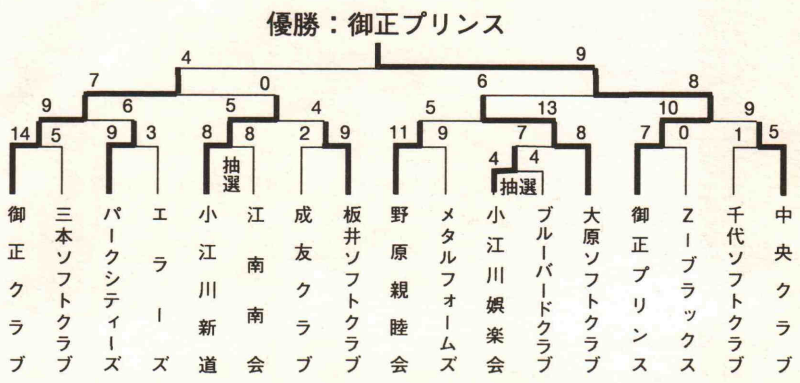 優勝：御正プリンス
4 9
7 0 6 8
9 6 5 4 5 13 10 9
14 5 9 3 8 8 2 9 11 9 7 8 7 0 1 5
抽選
4 4
抽選
御正クラブ
三本ソフトクラブ
パークシティーズ
エラーズ
小江川新道
江南南会
成友クラブ
板井ソフトクラブ
野原親睦会
メタルフォームズ
小江川娯楽会
ブルーバードクラブ
大原ソフトクラブ
御正プリンス
Zーブラックス
千代ソフトクラブ
中央クラブ